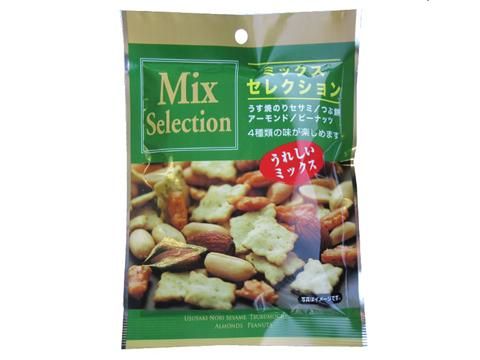 Mix
Selection
ミックス
セレクション
うす焼のりセサミ/つぶ餅
アーモンド/ピーナッツ
4種類の味が楽しめます
うれしい
ミックス
写真はイメージです。
USUYAKI NORI SESAME TSUBUMOCHI
ALMONDS PEANUTS